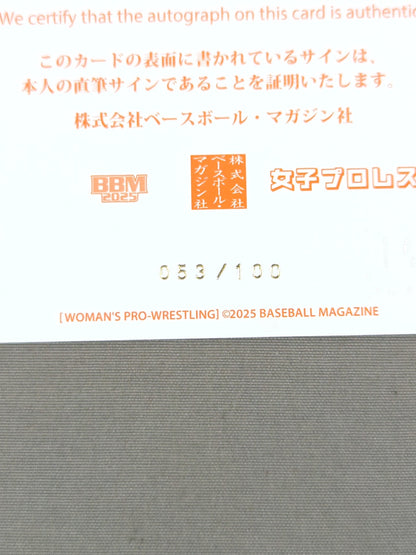 We certify that the autograph on this card is authentic
このカードの表面に書かれているサインは、
本人の直筆サインであることを証明いたします。
株式会社ベースボール・マガジン社
BBM
2025
株式会社
ベースボール・
マガジン社
女子プロレス
053/100
[WOMAN'S PRO-WRESTLING] ©2025 BASEBALL MAGAZINE